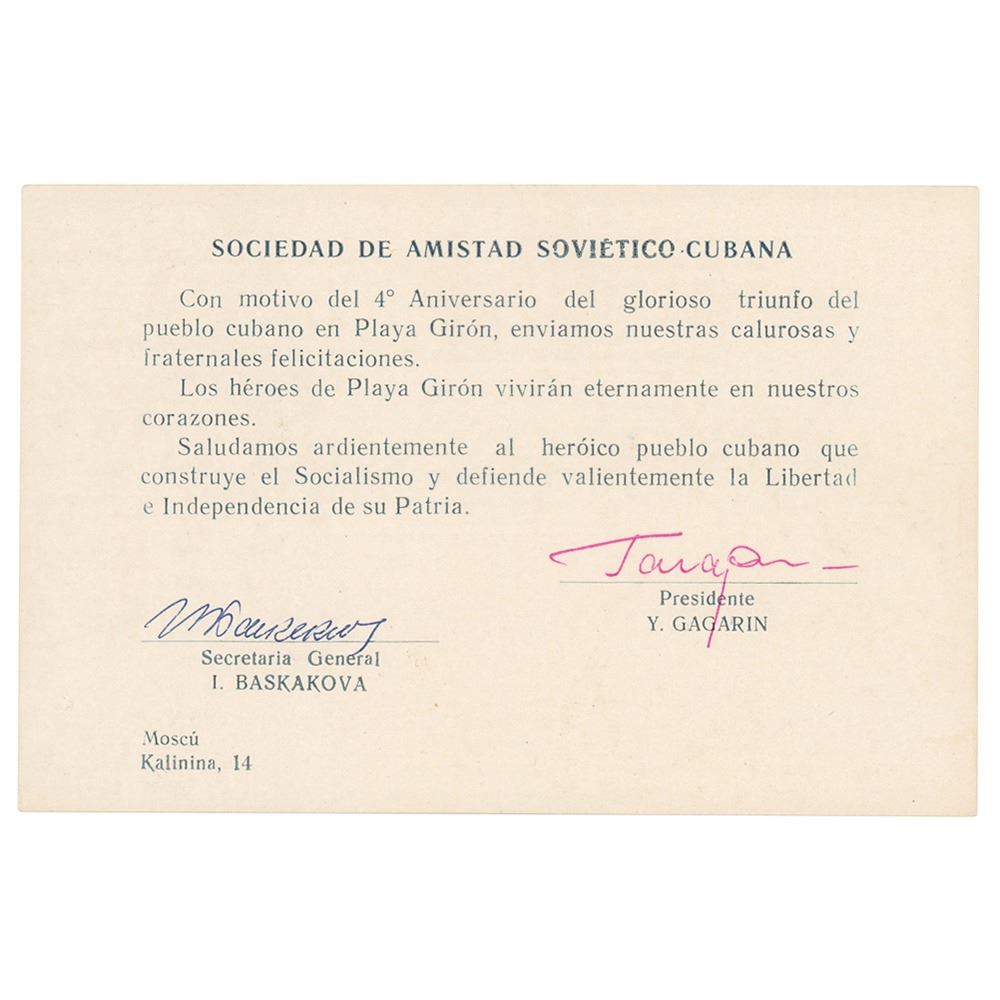 SOCIEDAD DE AMISTAD SOVIÉTICO-CUBANA
Con motivo del 4° Aniversario del glorioso triunfo del
pueblo cubano en Playa Girón, enviamos nuestras calurosas y
fraternales felicitaciones.
Los héroes de Playa Girón vivirán eternamente en nuestros
corazones.
Saludamos ardientemente al heróico pueblo cubano que
construye el Socialismo y defiende valientemente la Libertad
e Independencia de su Patria.
Гагарин
Presidente
Y. GAGARIN
ИБаскакова
Secretaria General
I. BASKAKOVA
Moscú
Kalinina, 14